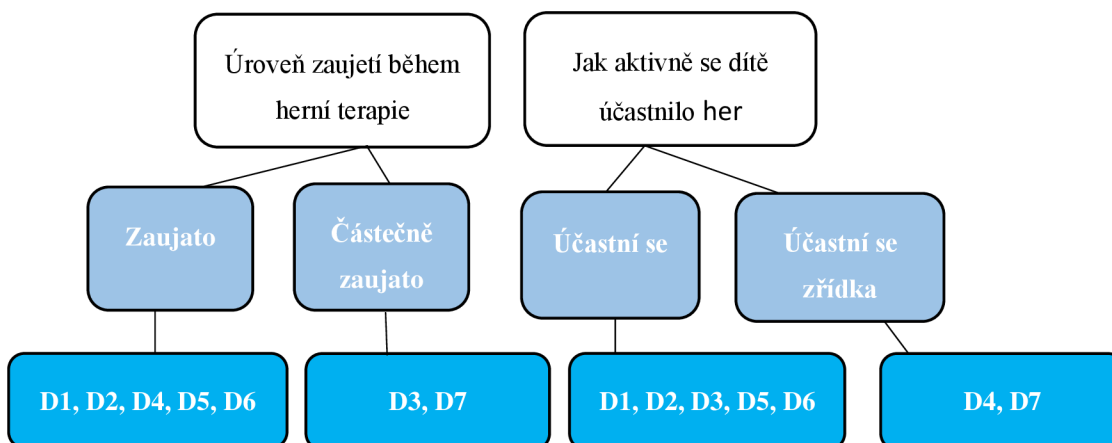 Úroveň zaujetí během
herní terapie
Jak aktivně se dítě
účastnilo her
Zaujato
Částečně
zaujato
Účastní se
Účastní se
zřídka
D1, D2, D4, D5, D6
D3, D7
D1, D2, D3, D5, D6
D4, D7